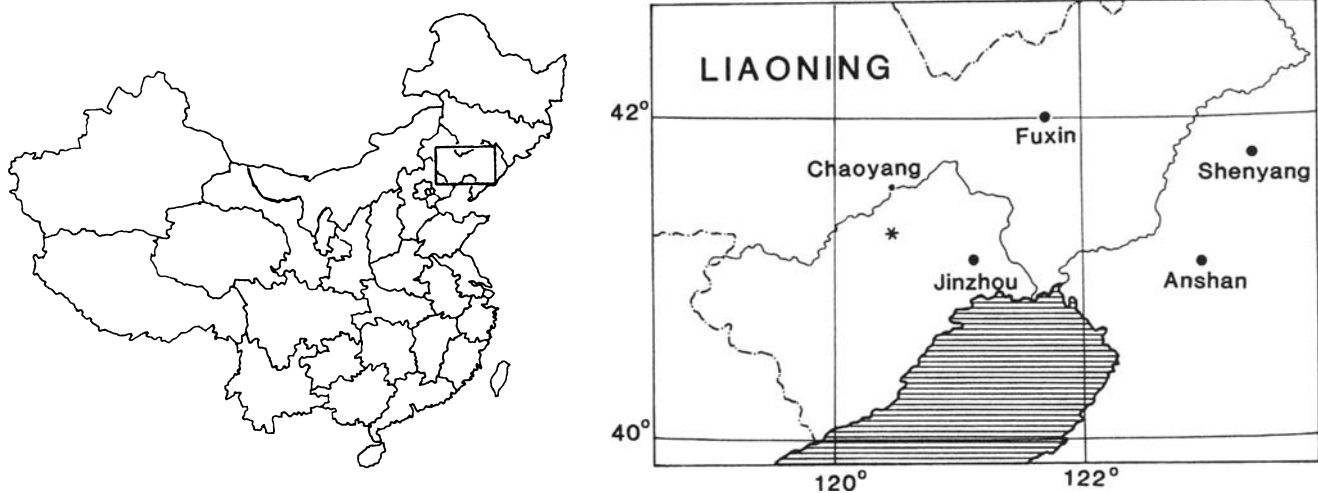 LIAONING
42°
Fuxin
Chaoyang
Shenyang
*
Jinzhou
Anshan
40°
120°
122°